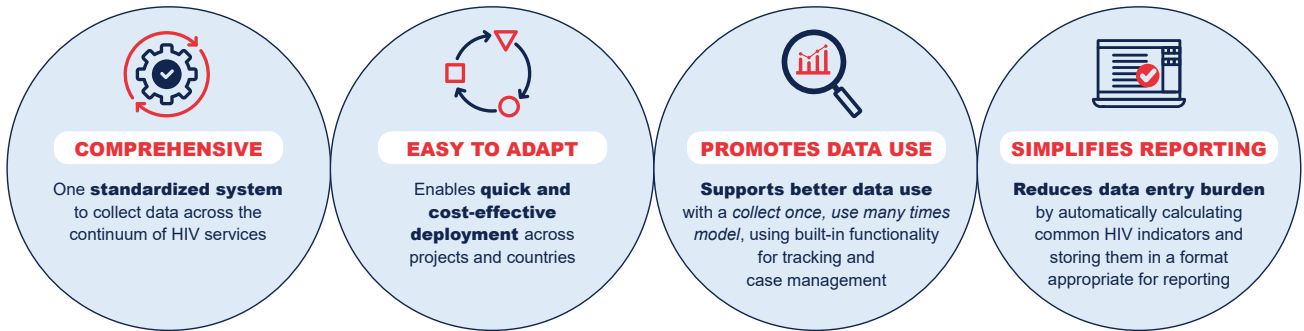 COMPREHENSIVE
One standardized system
to collect data across the
continuum of HIV services
EASY TO ADAPT
Enables quick and
cost-effective
deployment across
projects and countries
PROMOTES DATA USE
Supports better data use
with a collect once, use many times
model, using built-in functionality
for tracking and
case management
SIMPLIFIES REPORTING
Reduces data entry burden
by automatically calculating
common HIV indicators and
storing them in a format
appropriate for reporting